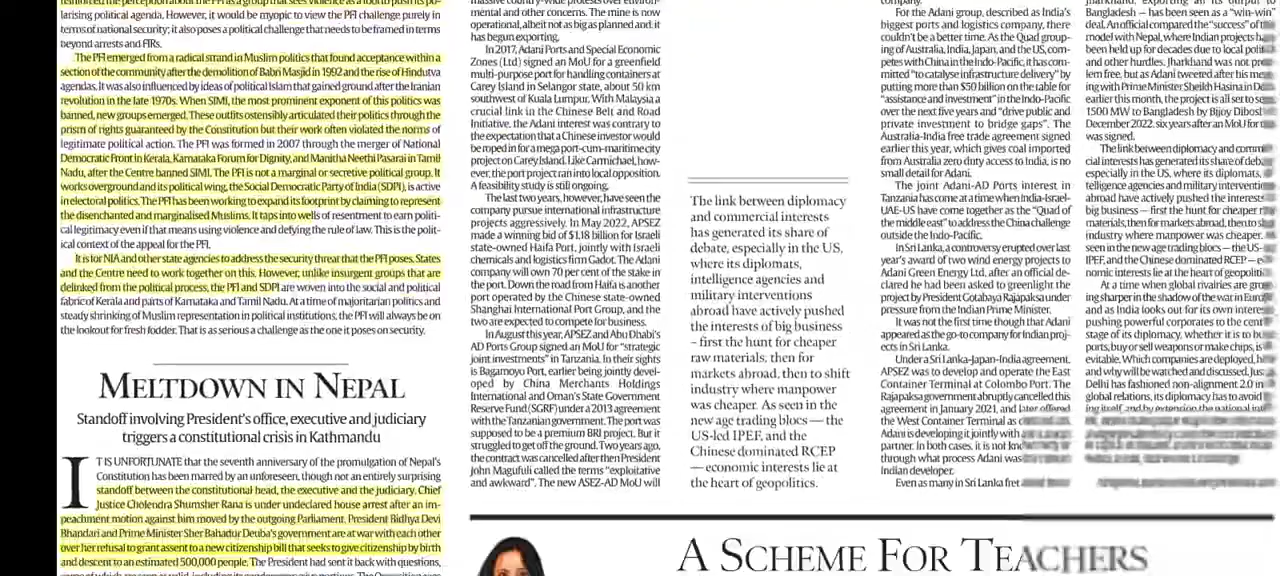 larising political agenda. However, it would be myopic to view the PFI challenge purely in
terms of national security; it also poses a political challenge that needs to be framed in terms
beyond arrests and FIRs.
The PFI emerged from a radical strand in Muslim politics that found acceptance within a
section of the community after the demolition of Babri Masjid in 1992 and the rise of Hindutva
agendas. It was also influenced by ideas of political Islam that gained ground after the Iranian
revolution in the late 1970s. When SIMI, the most prominent exponent of this politics was
banned, new groups emerged. These outfits ostensibly articulated their politics through the
prism of rights guaranteed by the Constitution but their work often violated the norms of
legitimate political action. The PFI was formed in 2007 through the merger of National
Democratic Front in Kerala, Karnataka Forum for Dignity, and Manitha Neethi Pasarai in Tamil
Nadu, after the Centre banned SIMI. The PFI is not a marginal or secretive political group. It
works overground and its political wing, the Social Democratic Party of India (SDPI), is active
in electoral politics. The PFI has been working to expand its footprint by claiming to represent
the disenchanted and marginalised Muslims. It taps into wells of resentment to earn politi-
cal legitimacy even if that means using violence and defying the rule of law. This is the polit-
ical context of the appeal for the PFI.
It is for NIA and other state agencies to address the security threat that the PFI poses. States
and the Centre need to work together on this. However, unlike insurgent groups that are
delinked from the political process, the PFI and SDPI are woven into the social and political
fabric of Kerala and parts of Karnataka and Tamil Nadu. At a time of majoritarian politics and
steady shrinking of Muslim representation in political institutions, the PFI will always be on
the lookout for fresh fodder. That is as serious a challenge as the one it poses on security.
MELTDOWN IN NEPAL
Standoff involving President's office, executive and judiciary
triggers a constitutional crisis in Kathmandu
IT IS UNFORTUNATE that the seventh anniversary of the promulgation of Nepal's
Constitution has been marred by an unforeseen, though not an entirely surprising
standoff between the constitutional head, the executive and the judiciary. Chief
Justice Cholendra Shumsher Rana is under undeclared house arrest after an im-
peachment motion against him moved by the outgoing Parliament. President Bidhya Devi
Bhandari and Prime Minister Sher Bahadur Deuba's government are at war with each other
over her refusal to grant assent to a new citizenship bill that seeks to give citizenship by birth
and descent to an estimated 500,000 people. The President had sent it back with questions,
mental and other concerns. The mine is now
operational, albeit not as big as planned, and it
has begun exporting.
In 2017, Adani Ports and Special Economic
Zones (Ltd) signed an MoU for a greenfield
multi-purpose port for handling containers at
Carey Island in Selangor state, about 50 km
southwest of Kuala Lumpur. With Malaysia a
crucial link in the Chinese Belt and Road
Initiative, the Adani interest was contrary to
the expectation that a Chinese investor would
be roped in for a mega port-cum-maritime city
project on Carey Island. Like Carmichael, how-
ever, the port project ran into local opposition.
A feasibility study is still ongoing.
The last two years, however, have seen the
company pursue international infrastructure
projects aggressively. In May 2022, APSEZ
made a winning bid of $1.18 billion for Israeli
state-owned Haifa Port, jointly with Israeli
chemicals and logistics firm Gadot. The Adani
company will own 70 per cent of the stake in
the port. Down the road from Haifa is another
port operated by the Chinese state-owned
Shanghai International Port Group, and the
two are expected to compete for business.
In August this year, APSEZ and Abu Dhabi's
AD Ports Group signed an MoU for "strategic
joint investments" in Tanzania. In their sights
is Bagamoyo Port, earlier being jointly devel-
oped by China Merchants Holdings
International and Oman's State Government
Reserve Fund (SGRF) under a 2013 agreement
with the Tanzanian government. The port was
supposed to be a premium BRI project. But it
struggled to get off the ground. Two years ago,
the contract was cancelled after then President
John Magufuli called the terms "exploitative
and awkward". The new ASEZ-AD MoU will
The link between diplomacy
and commercial interests
has generated its share of
debate, especially in the US,
where its diplomats,
intelligence agencies and
military interventions
abroad have actively pushed
the interests of big business
– first the hunt for cheaper
raw materials, then for
markets abroad, then to shift
industry where manpower
was cheaper. As seen in the
new age trading blocs — the
US-led IPEF, and the
Chinese dominated RCEP
— economic interests lie at
the heart of geopolitics.
company.
For the Adani group, described as India's
biggest ports and logistics company, there
couldn't be a better time. As the Quad group-
ing of Australia, India, Japan, and the US, com-
petes with China in the Indo-Pacific, it has com-
mitted "to catalyse infrastructure delivery" by
putting more than $50 billion on the table for
"assistance and investment" in the Indo-Pacific
over the next five years and "drive public and
private investment to bridge gaps". The
Australia-India free trade agreement signed
earlier this year, which gives coal imported
from Australia zero duty access to India, is no
small detail for Adani.
The joint Adani-AD Ports interest in
Tanzania has come at a time when India-Israel-
UAE-US have come together as the "Quad of
the middle east" to address the China challenge
outside the Indo-Pacific.
In Sri Lanka, a controversy erupted over last
year's award of two wind energy projects to
Adani Green Energy Ltd, after an official de-
clared he had been asked to greenlight the
project by President Gotabaya Rajapaksa under
pressure from the Indian Prime Minister.
It was not the first time though that Adani
appeared as the go-to company for Indian proj-
ects in Sri Lanka.
Under a Sri Lanka-Japan-India agreement,
APSEZ was to develop and operate the East
Container Terminal at Colombo Port. The
Rajapaksa government abruptly cancelled this
agreement in January 2021, and later offered
the West Container Terminal as
Adani is developing it jointly with
partner. In both cases, it is not
through what process Adani was
Indian developer.
Even as many in Sri Lanka fret
Bangladesh – has been seen as a "win-win"
deal. An official compared the "success" of
model with Nepal, where Indian projects
been held up for decades due to local
and other hurdles. Jharkhand was not
lem free, but as Adani tweeted after his
ing with Prime Minister Sheikh Hasina in
earlier this month, the project is all set to
1500 MW to Bangladesh by Bijoy Dibosh
December 2022, six years after an MoU for
was signed.
The link between diplomacy and
cial interests has generated its share of
especially in the US, where its diplomats,
telligence agencies and military
abroad have actively pushed the interests
big business – first the hunt for cheaper
materials, then for markets abroad, then to
industry where manpower was cheaper.
seen in the new age trading blocs — the US-
IPEF, and the Chinese dominated RCEP
nomic interests lie at the heart of
At a time when global rivalries are
ing sharper in the shadow of the war in
and as India looks out for its own
pushing powerful corporates to the
stage of its diplomacy, whether it is to
ports, buy or sell weapons or make chips, is
evitable. Which companies are deployed,
and why will be watched and discussed. Just
Delhi has fashioned non-alignment 2.0 in
global relations, its diplomacy has to avoid
ing itself, and by extension the national
A SCHEME FOR TEACHERS